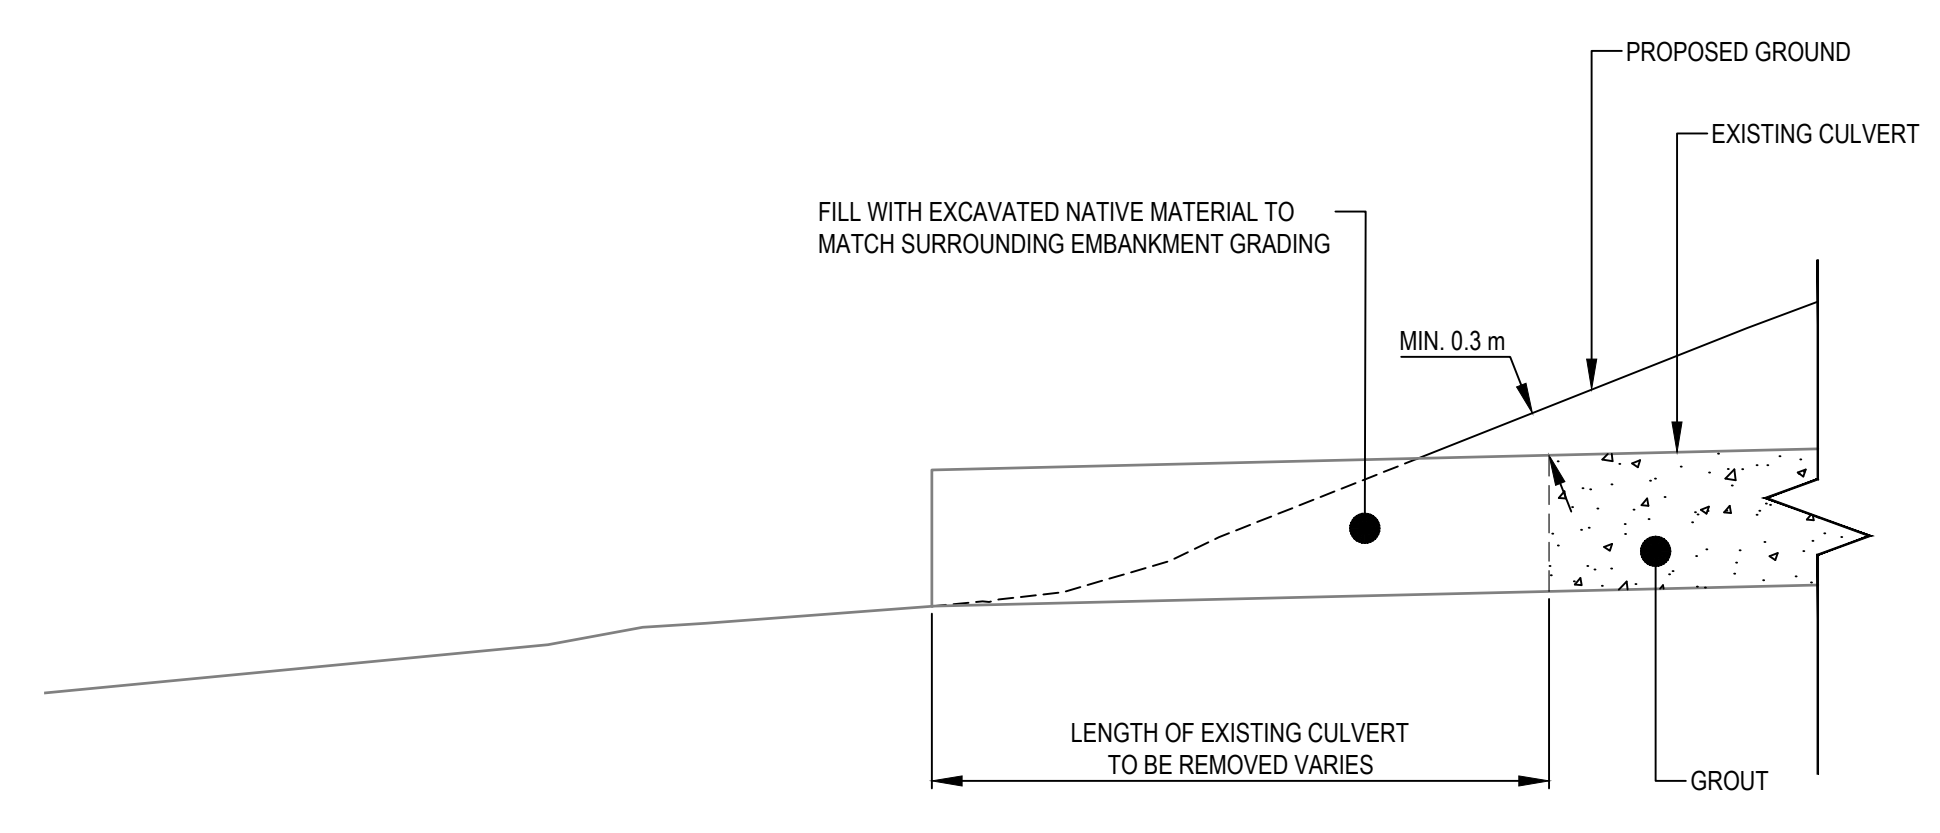 PROPOSED GROUND
EXISTING CULVERT
FILL WITH EXCAVATED NATIVE MATERIAL TO
MATCH SURROUNDING EMBANKMENT GRADING
MIN. 0.3 m
LENGTH OF EXISTING CULVERT
TO BE REMOVED VARIES
GROUT